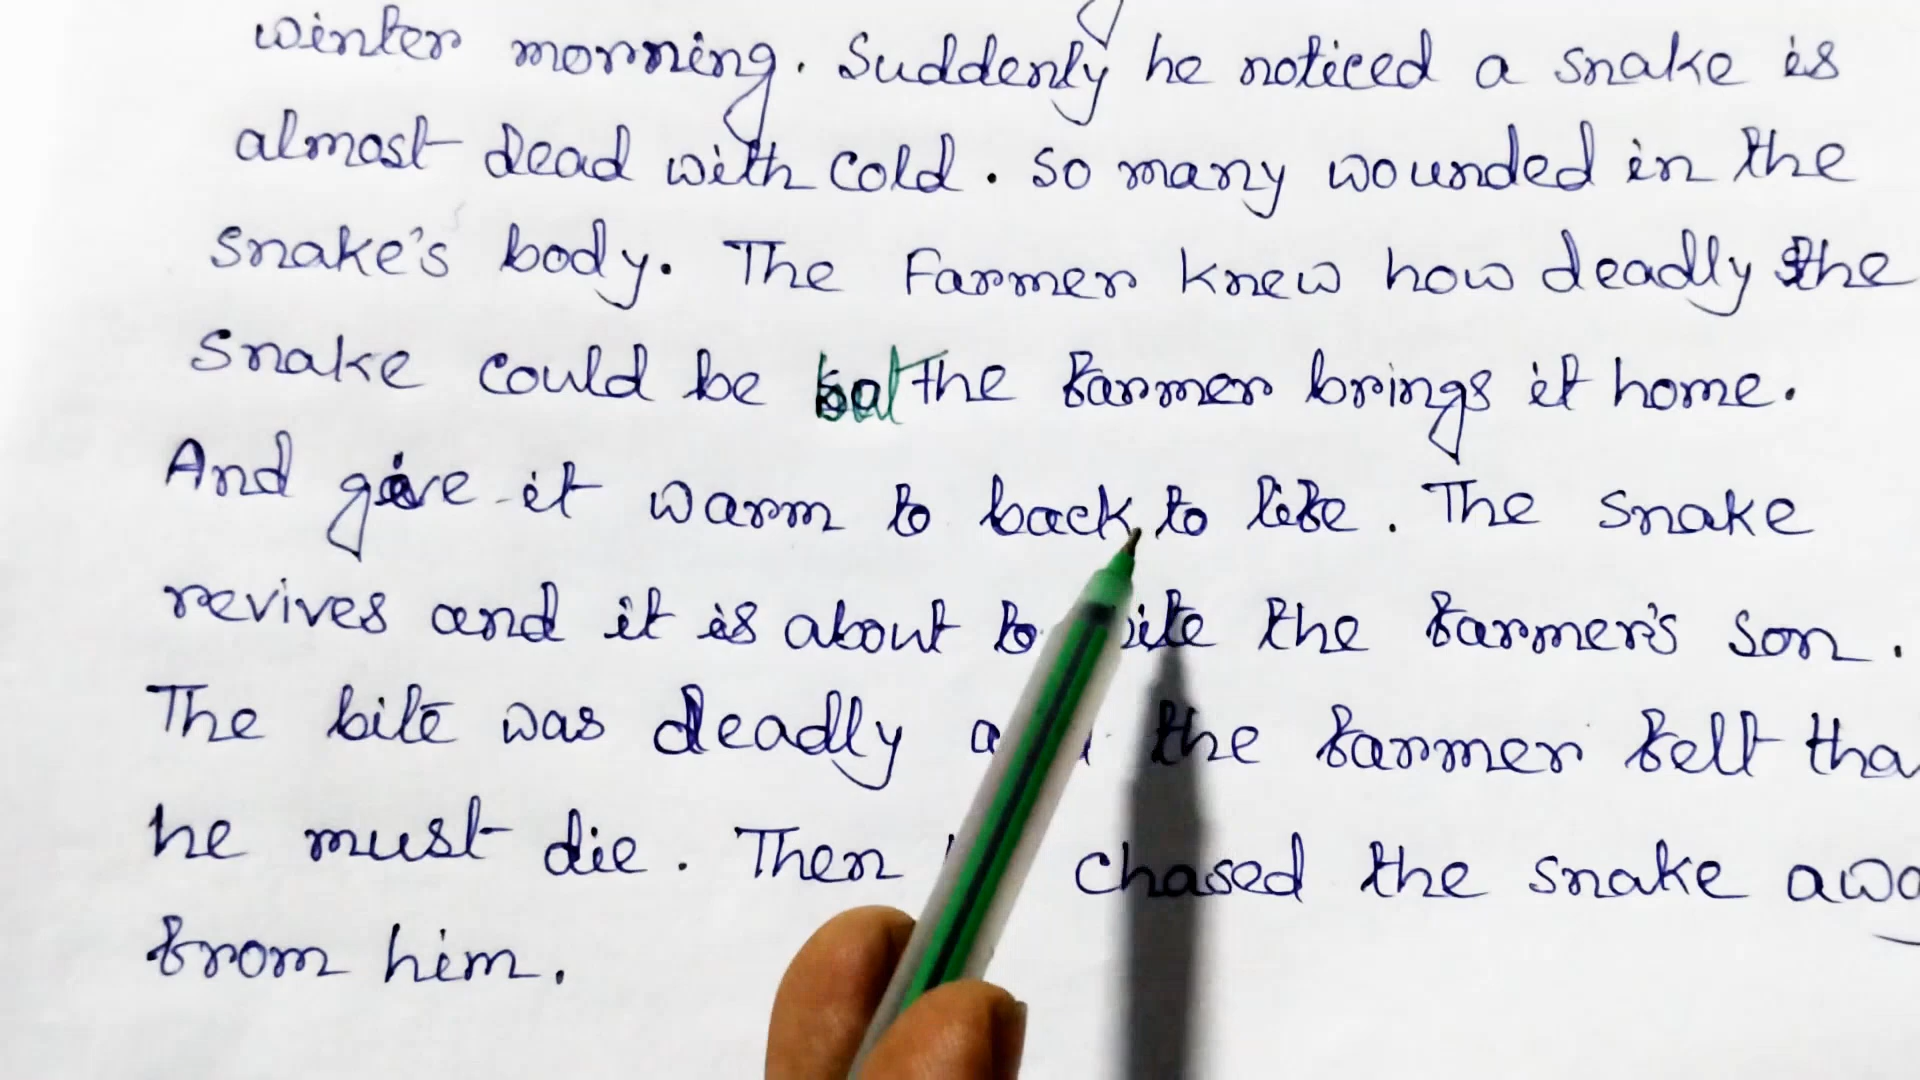 winter morning. Suddenly he noticed a snake is
almost dead with cold. So many wounded in the
snake's body. The Farmer knew how deadly the
snake could be but the farmer brings it home.
And give it warm to back to life. The snake
revives and it is about to the farmer's son.
The bite was deadly the farmer felt
he must die. Then chased the snake
from him.